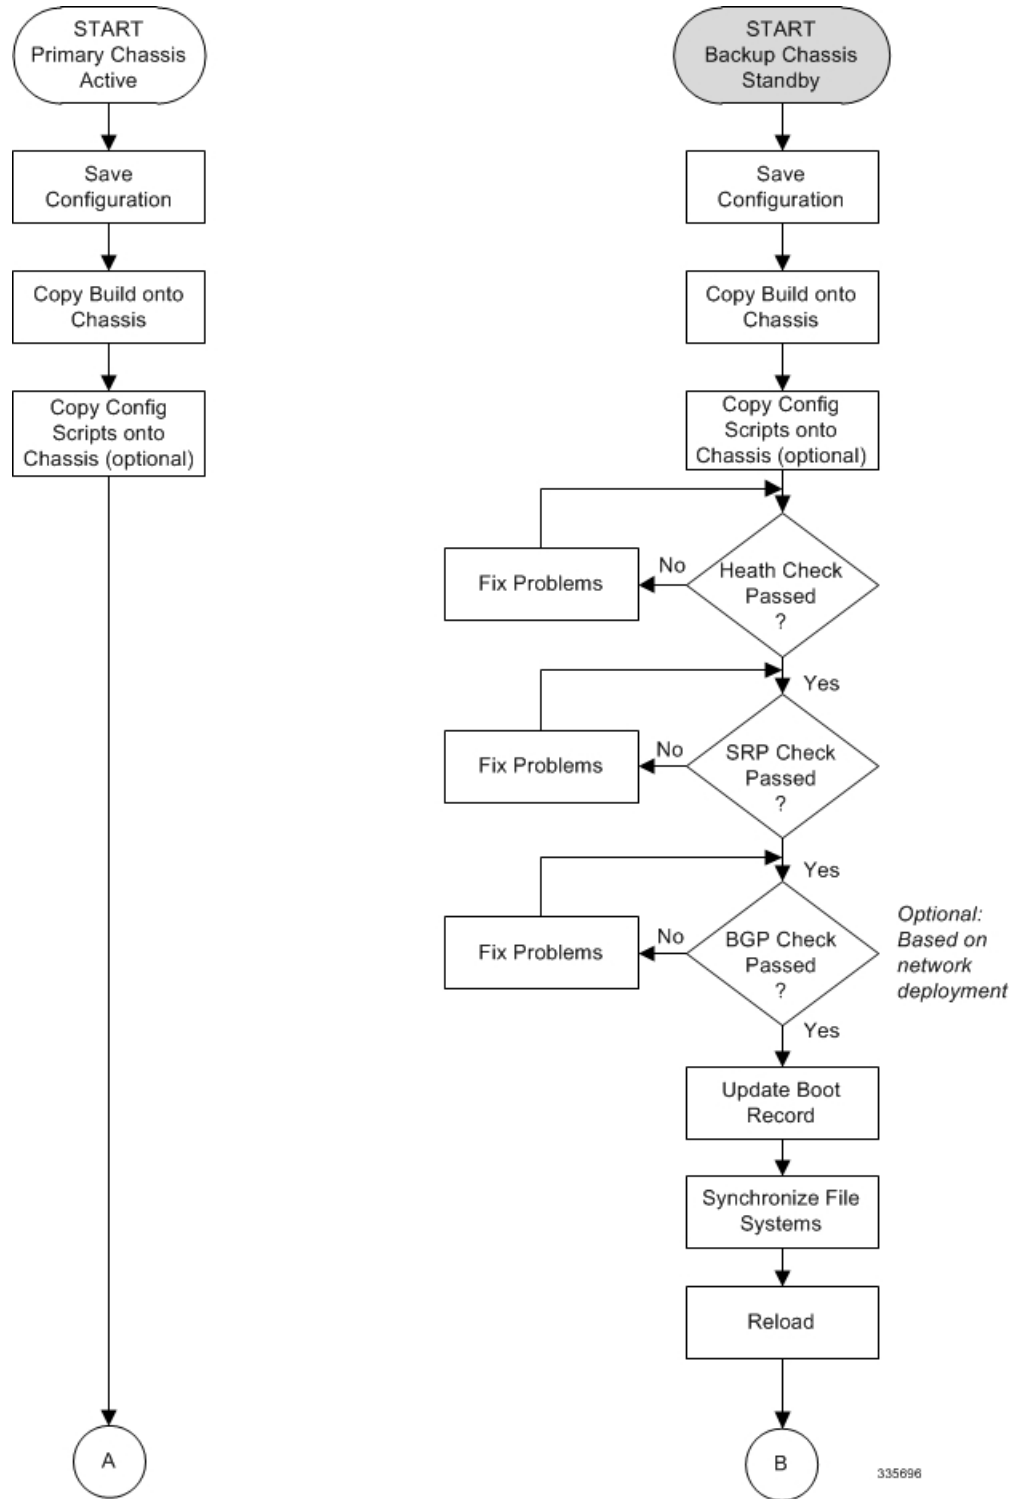 START
Primary Chassis
Active
Save
Configuration
Copy Build onto
Chassis
Copy Config
Scripts onto
Chassis (optional)
A
START
Backup Chassis
Standby
Save
Configuration
Copy Build onto
Chassis
Copy Config
Scripts onto
Chassis (optional)
Heath Check
Passed
?
No
Fix Problems
Yes
SRP Check
Passed
?
No
Fix Problems
Yes
BGP Check
Passed
?
No
Fix Problems
Optional:
Based on
network
deployment
Yes
Update Boot
Record
Synchronize File
Systems
Reload
B
335696